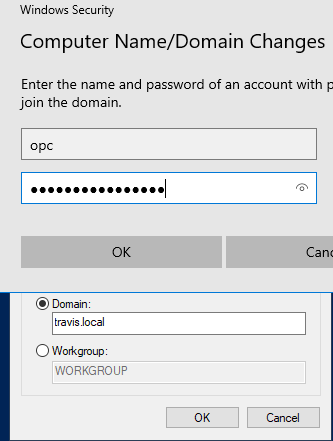 Windows Security
Computer Name/Domain Changes
Enter the name and password of an account with p
join the domain.
opc
●●●●●●●●●●●●●●●●
OK
Canc
Domain:
travis.local
Workgroup:
WORKGROUP
OK
Cancel